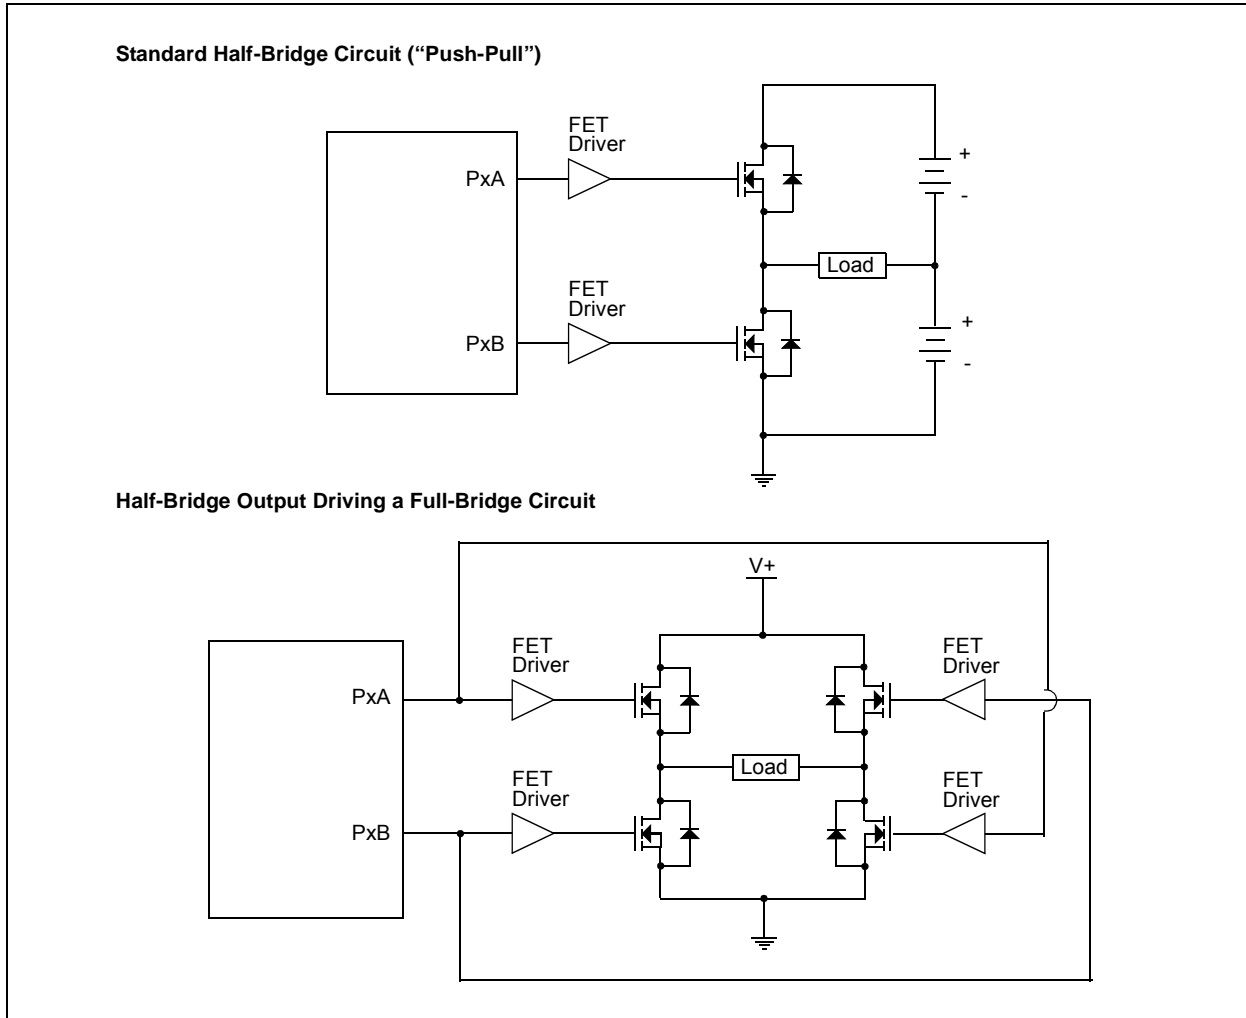 Standard Half-Bridge Circuit (“Push-Pull”)
FET
Driver
PxA
+
-
Load
FET
Driver
PxB
+
-
Half-Bridge Output Driving a Full-Bridge Circuit
V+
FET
Driver
FET
Driver
PxA
Load
FET
Driver
FET
Driver
PxB